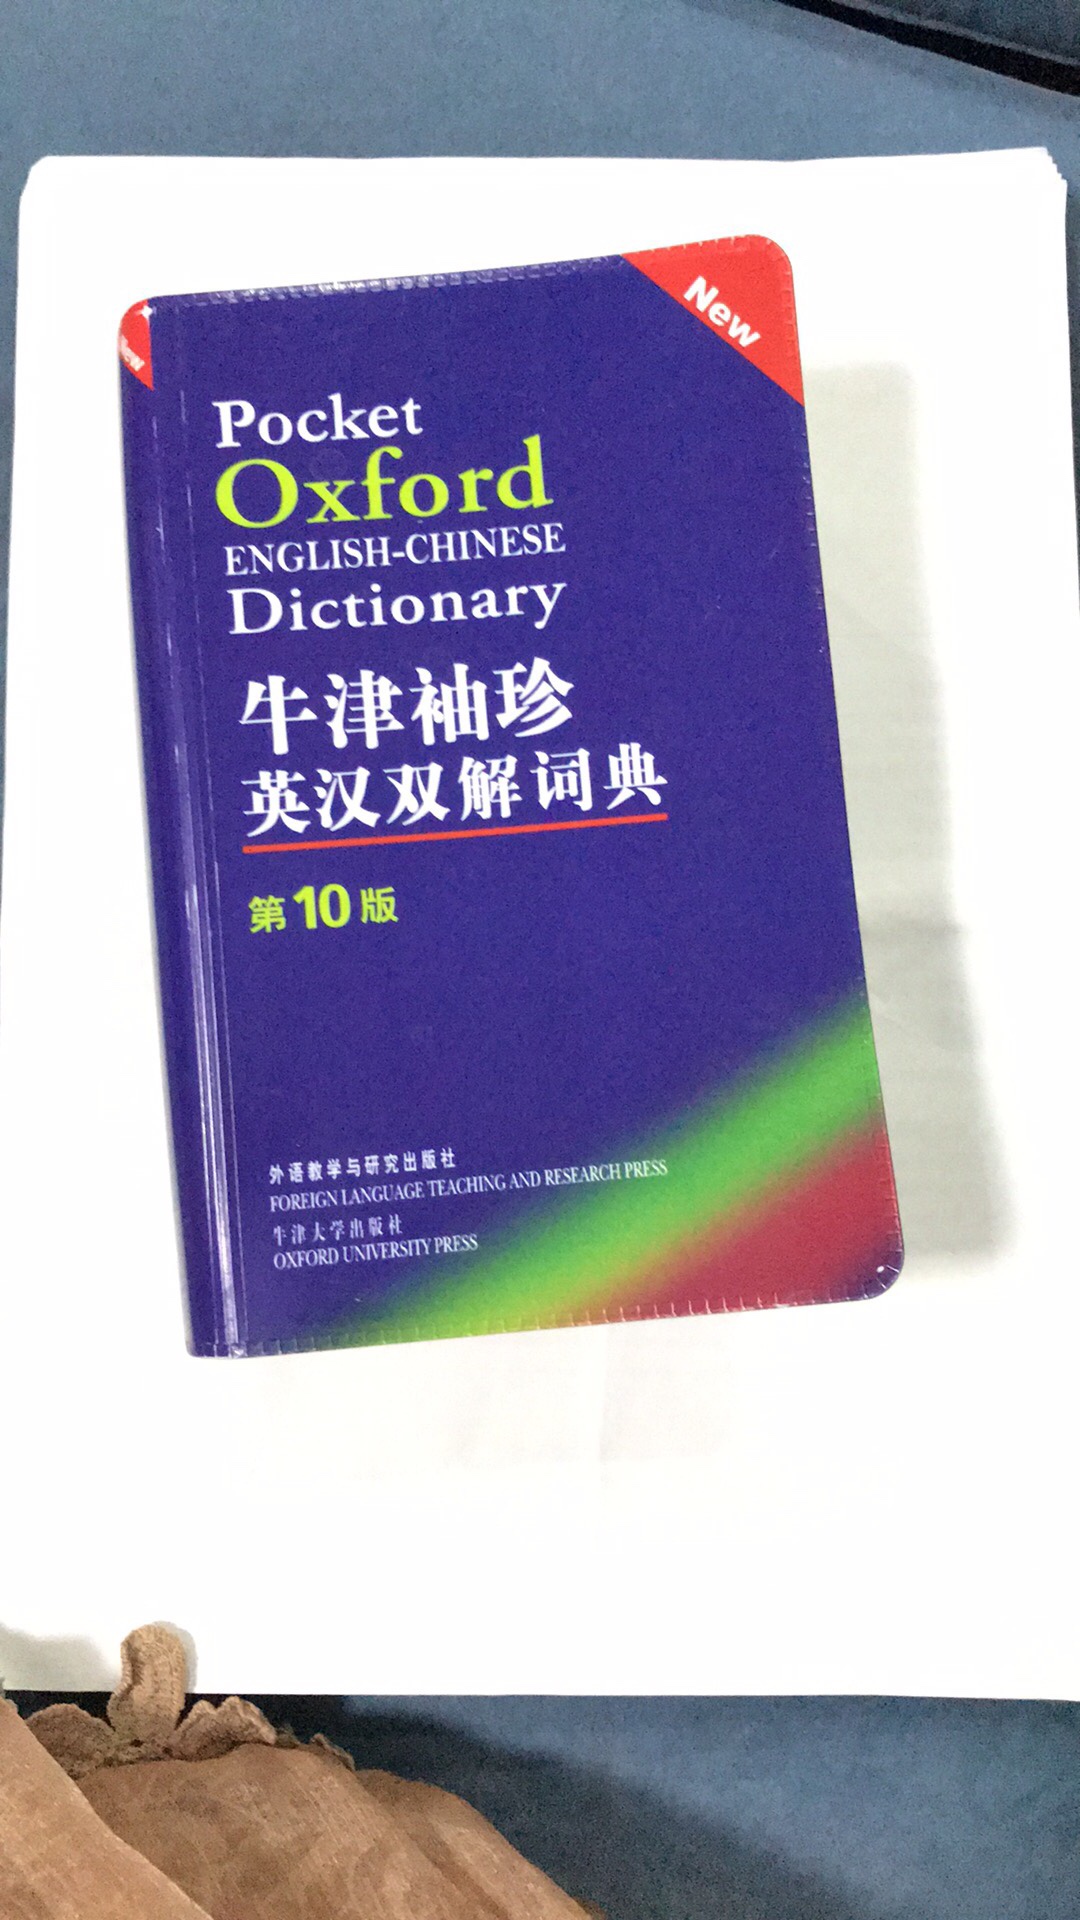 New
New
Pocket
Oxford
ENGLISH-CHINESE
Dictionary
牛津袖珍
英汉双解词典
第10版
外语教学与研究出版社
FOREIGN LANGUAGE TEACHING AND RESEARCH PRESS
牛津大学出版社
OXFORD UNIVERSITY PRESS